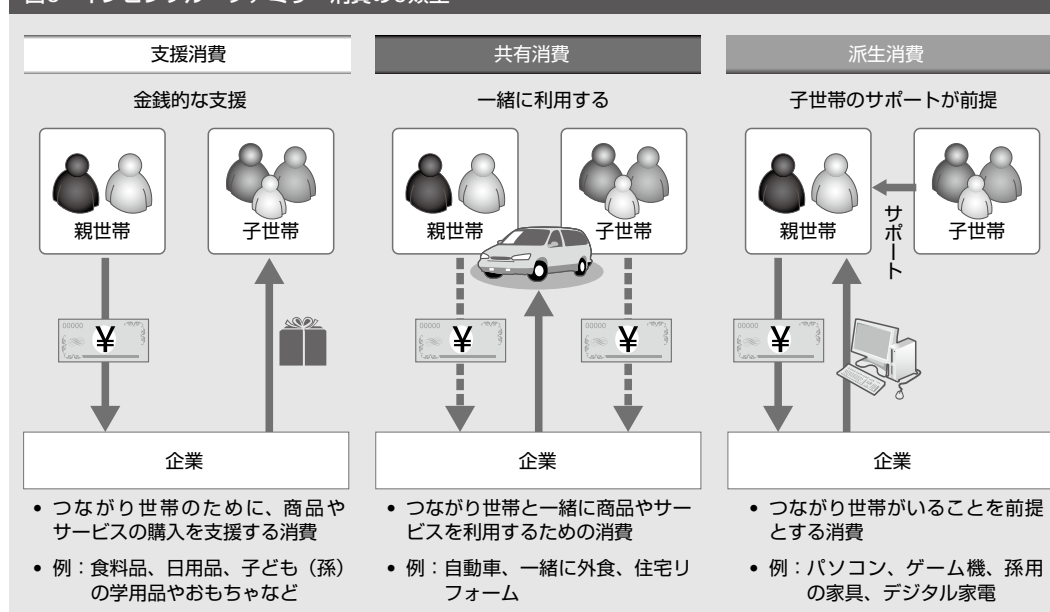 支援消費
金銭的な支援
親世帯
子世帯
00000
¥
企業
• つながり世帯のために、商品や
サービスの購入を支援する消費
• 例：食料品、日用品、子ども（孫）
の学用品やおもちゃなど
共有消費
一緒に利用する
親世帯
子世帯
00000
¥
00000
¥
企業
• つながり世帯と一緒に商品やサー
ビスを利用するための消費
• 例：自動車、一緒に外食、住宅リ
フォーム
派生消費
子世帯のサポートが前提
親世帯
サポート
子世帯
00000
¥
企業
• つながり世帯がいることを前提
とする消費
• 例：パソコン、ゲーム機、孫用
の家具、デジタル家電